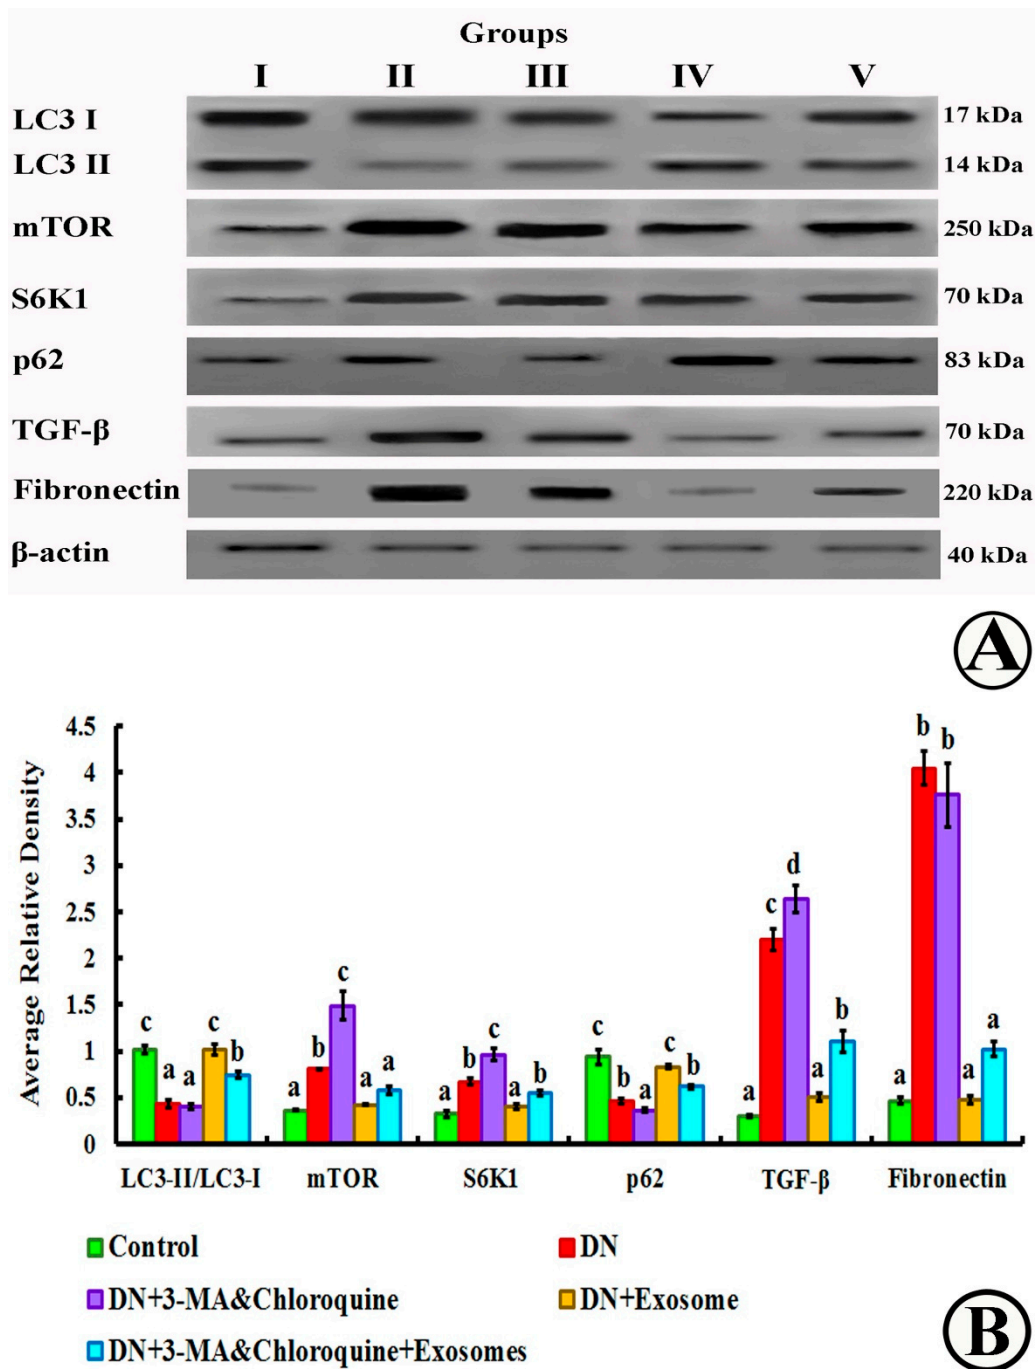 Groups
I II III IV V
LC3 I 17 kDa
LC3 II 14 kDa
mTOR 250 kDa
S6K1 70 kDa
p62 83 kDa
TGF-β 70 kDa
Fibronectin 220 kDa
β-actin 40 kDa
A
Average Relative Density
4.5
4
3.5
3
2.5
2
1.5
1
0.5
0
c a a c b
a b c a a
a b c a b
c b a c b
a c d a b
a b b a a
LC3-II/LC3-I mTOR S6K1 p62 TGF-β Fibronectin
Control DN
DN+3-MA&Chloroquine DN+Exosome
DN+3-MA&Chloroquine+Exosomes
B